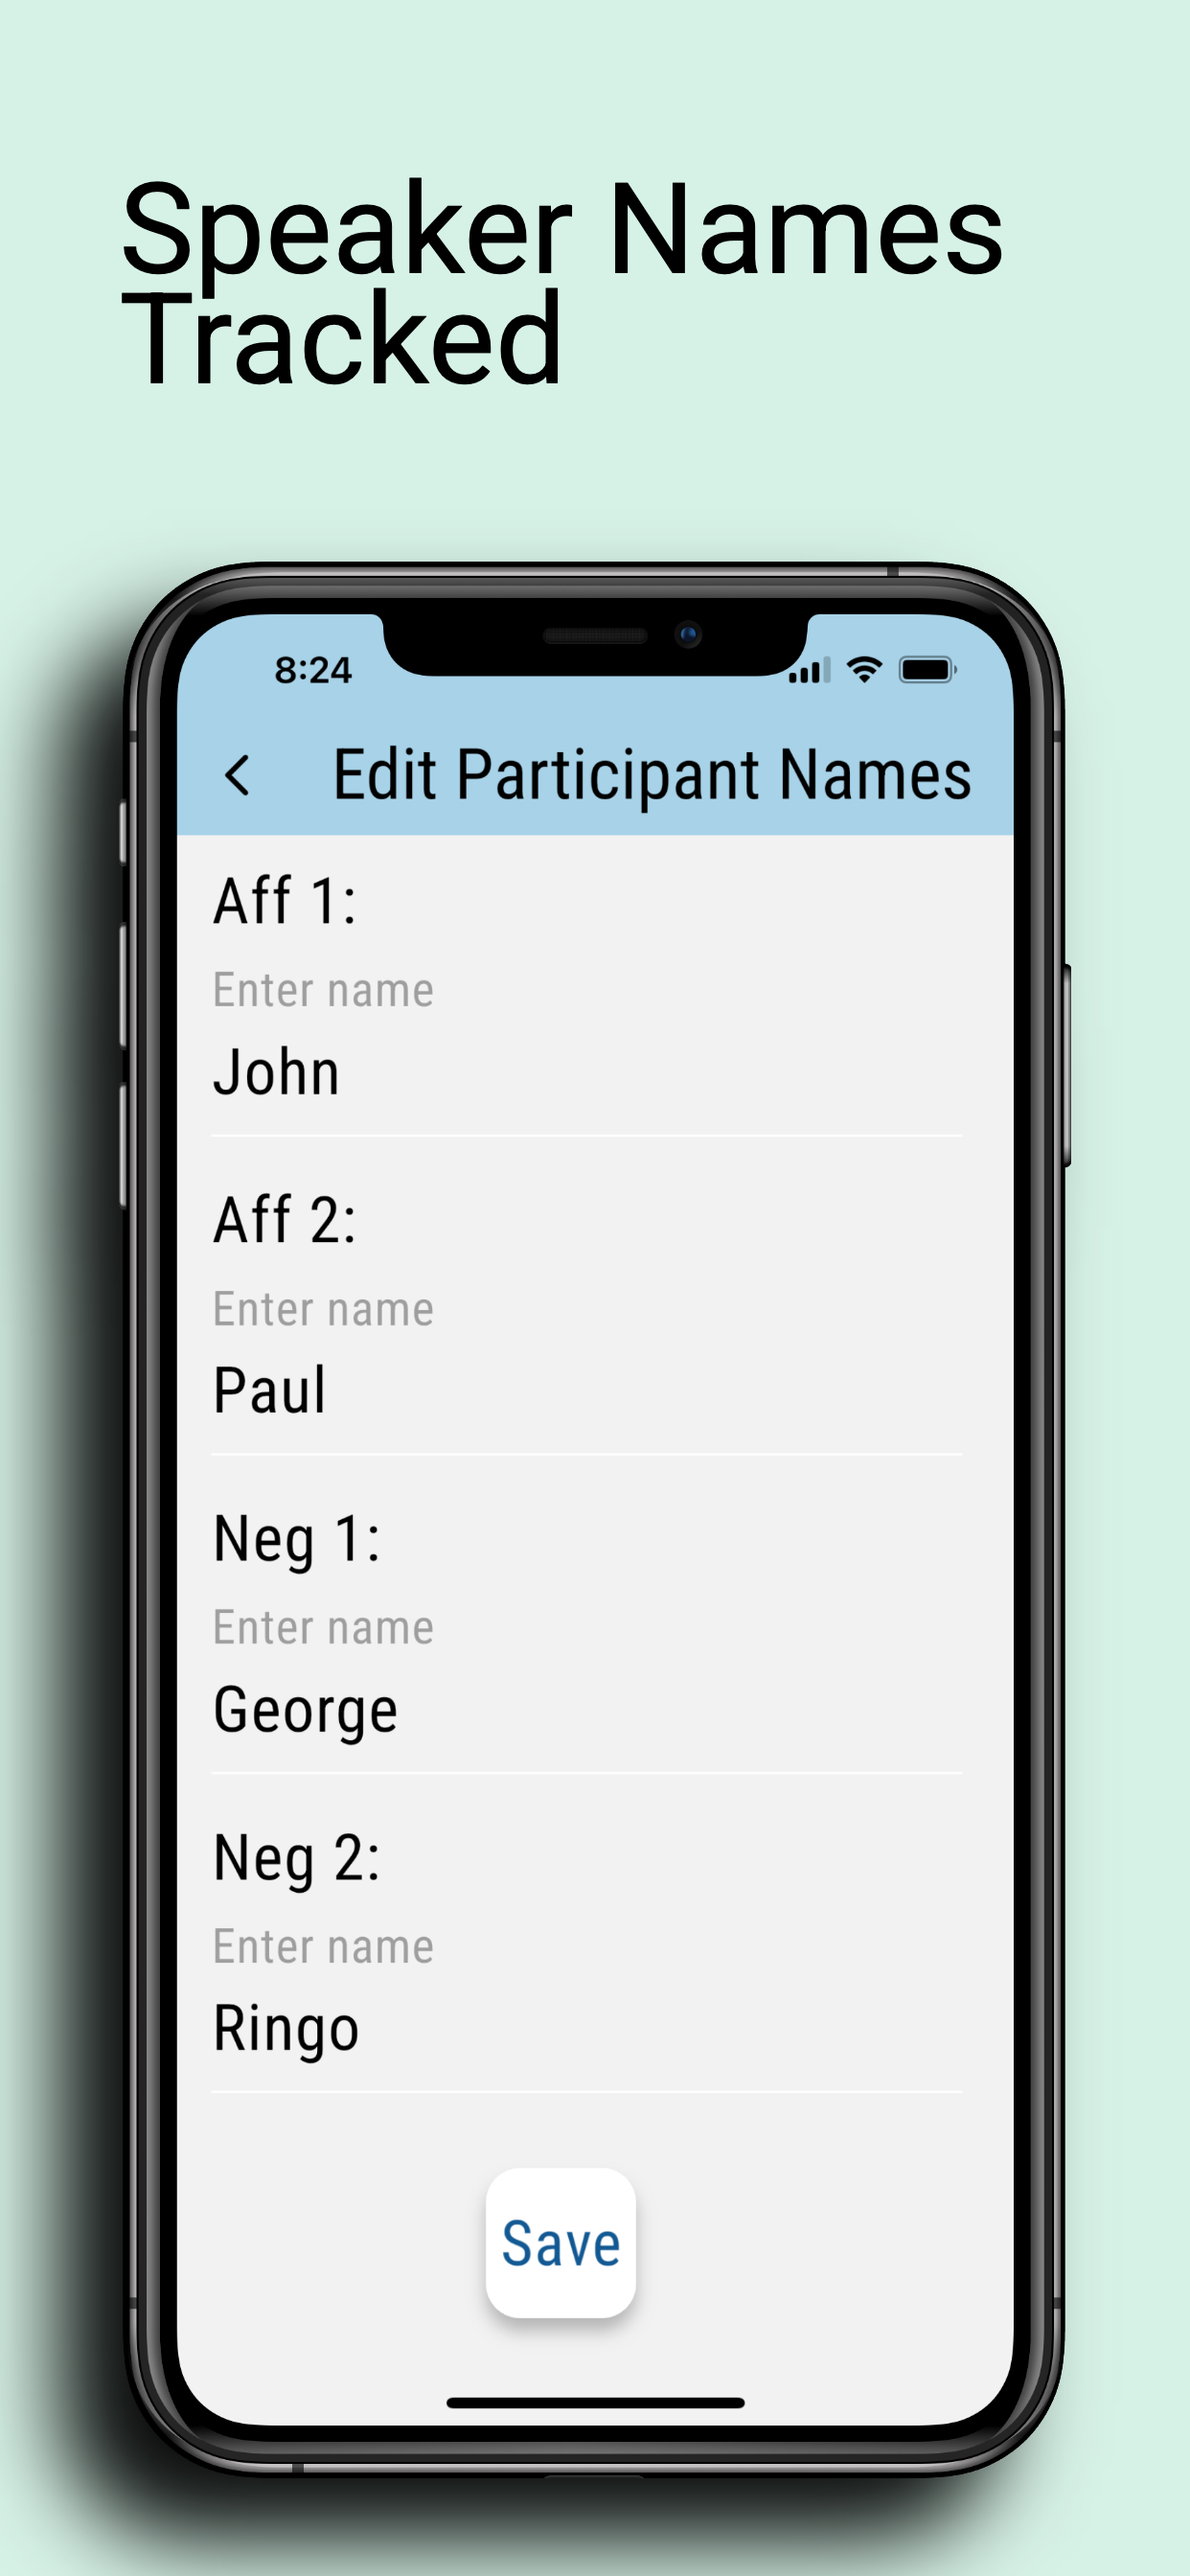 Speaker Names
Tracked
8:24
Edit Participant Names
Aff 1:
Enter name
John
Aff 2:
Enter name
Paul
Neg 1:
Enter name
George
Neg 2:
Enter name
Ringo
Save